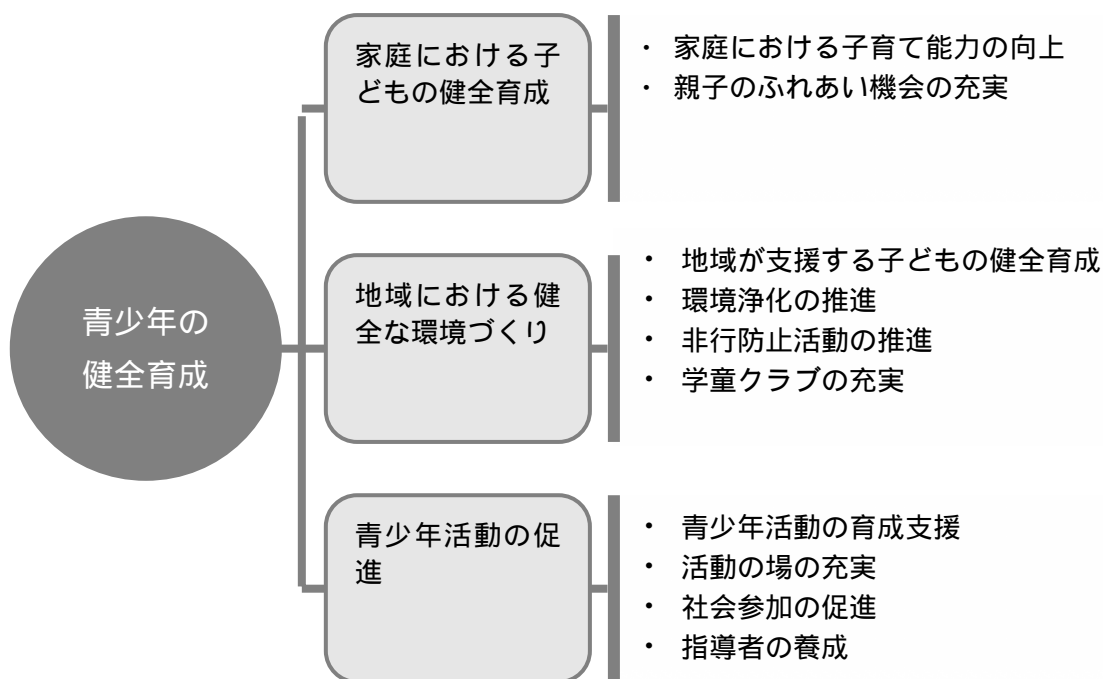 青少年の
健全育成
家庭における子
どもの健全育成
・ 家庭における子育て能力の向上
・ 親子のふれあい機会の充実
地域における健
全な環境づくり
・ 地域が支援する子どもの健全育成
・ 環境浄化の推進
・ 非行防止活動の推進
・ 学童クラブの充実
青少年活動の促
進
・ 青少年活動の育成支援
・ 活動の場の充実
・ 社会参加の促進
・ 指導者の養成